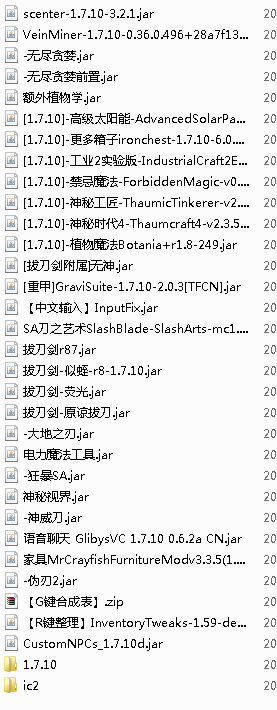 scenter-1.7.10-3.2.1.jar 20
VeinMiner-1.7.10-0.36.0.496+28a7f13... 20
-无尽贪婪.jar 20
-无尽贪婪前置.jar 20
额外植物学.jar 20
[1.7.10]-高级太阳能-AdvancedSolarPa... 20
[1.7.10]-更多箱子ironchest-1.7.10-6.0.... 20
[1.7.10]-工业2实验版-IndustrialCraft2E... 20
[1.7.10]-禁忌魔法-ForbiddenMagic-v0.... 20
[1.7.10]-神秘工匠-ThaumicTinkerer-v2.... 20
[1.7.10]-神秘时代4-Thaumcraft4-v2.3.5... 20
[1.7.10]-植物魔法Botania+r1.8-249.jar 20
[拔刀剑附属]无神.jar 20
[重甲]GraviSuite-1.7.10-2.0.3[TFCN].jar 20
【中文输入】InputFix.jar 20
SA刀之艺术SlashBlade-SlashArts-mc1.... 20
拔刀剑r87.jar 20
拔刀剑-似蛭-r8-1.7.10.jar 20
拔刀剑-荧光.jar 20
拔刀剑-原谅拔刀.jar 20
-大地之刃.jar 20
电力魔法工具.jar 20
-狂暴SA.jar 20
神秘视界.jar 20
-神威刀.jar 20
语音聊天 GlibysVC 1.7.10 0.6.2a CN.jar 20
家具MrCrayfishFurnitureModv3.3.5(1.... 20
-伪刃2.jar 20
【G键合成表】.zip 20
【R键整理】InventoryTweaks-1.59-de... 20
CustomNPCs_1.7.10d.jar 20
1.7.10 20
ic2 20